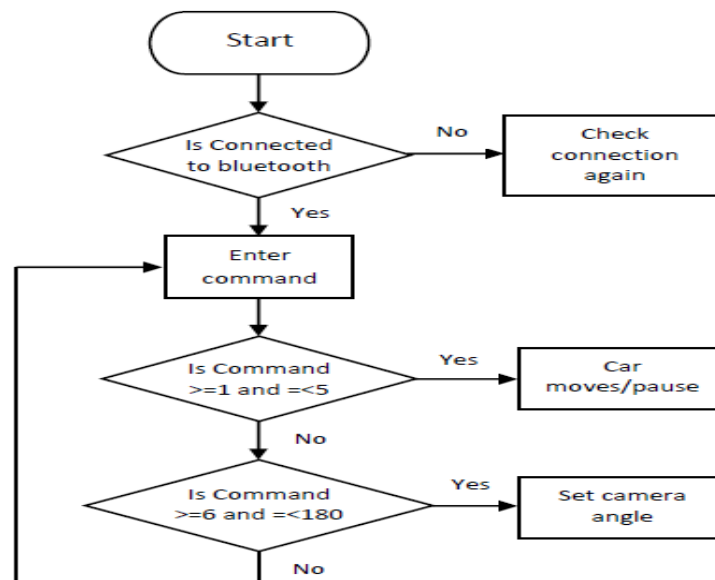 Start
Is Connected
to bluetooth
No
Check
connection
again
Yes
Enter
command
Is Command
>=1 and =<5
Yes
Car
moves/pause
No
Is Command
>=6 and =<180
Yes
Set camera
angle
No